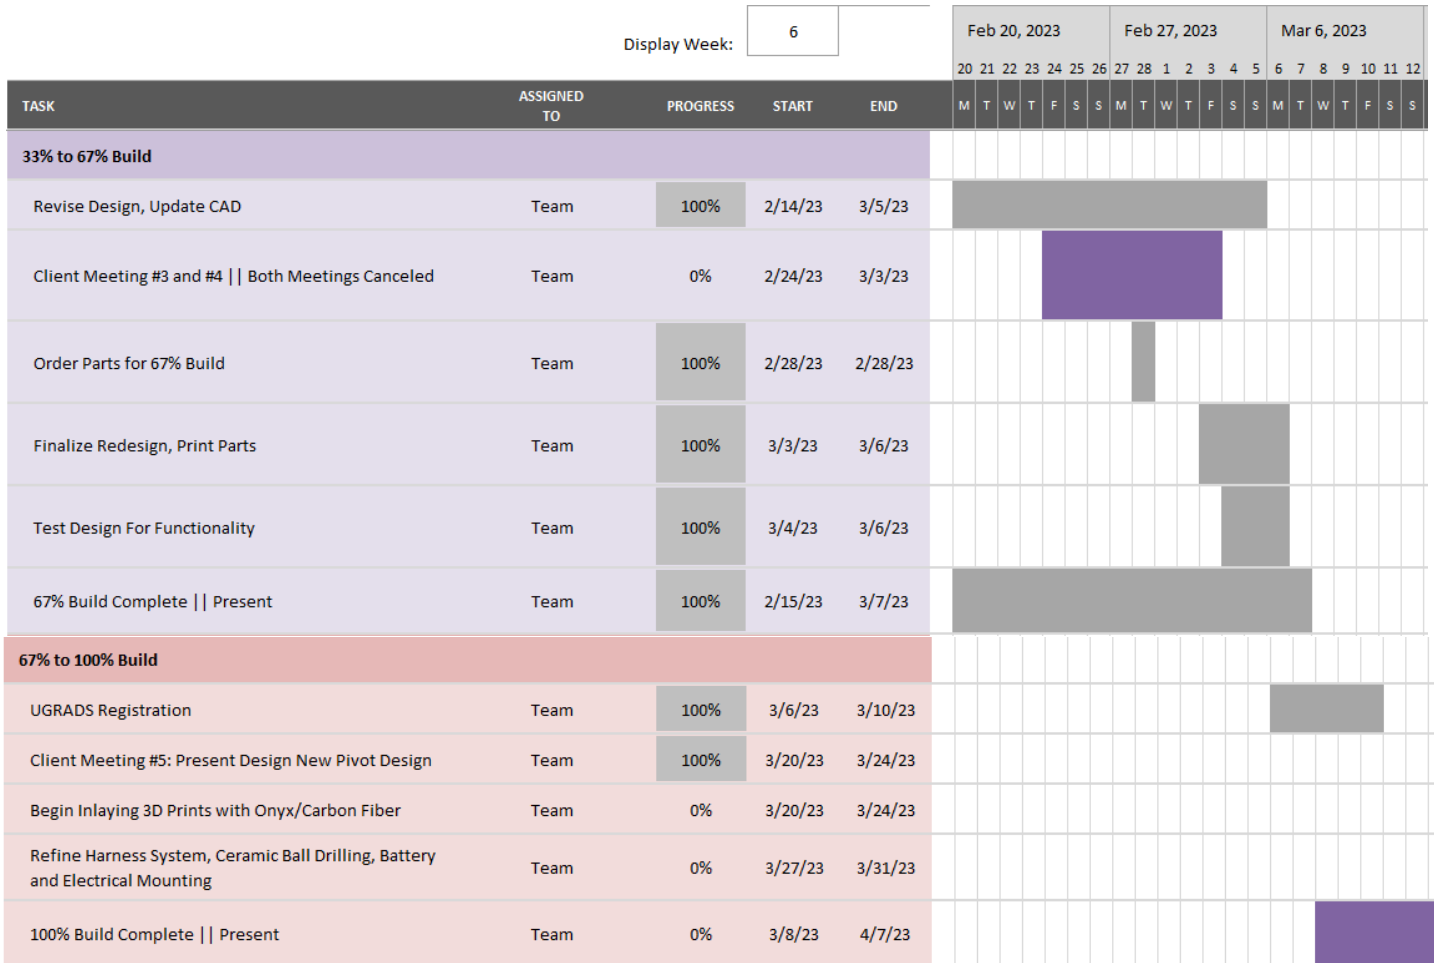 Display Week: 6
Feb 20, 2023 Feb 27, 2023 Mar 6, 2023
20 21 22 23 24 25 26 27 28 1 2 3 4 5 6 7 8 9 10 11 12
TASK ASSIGNED TO PROGRESS START END M T W T F S S M T W T F S S M T W T F S S
33% to 67% Build
Revise Design, Update CAD Team 100% 2/14/23 3/5/23
Client Meeting #3 and #4 || Both Meetings Canceled Team 0% 2/24/23 3/3/23
Order Parts for 67% Build Team 100% 2/28/23 2/28/23
Finalize Redesign, Print Parts Team 100% 3/3/23 3/6/23
Test Design For Functionality Team 100% 3/4/23 3/6/23
67% Build Complete || Present Team 100% 2/15/23 3/7/23
67% to 100% Build
UGRADS Registration Team 100% 3/6/23 3/10/23
Client Meeting #5: Present Design New Pivot Design Team 100% 3/20/23 3/24/23
Begin Inlaying 3D Prints with Onyx/Carbon Fiber Team 0% 3/20/23 3/24/23
Refine Harness System, Ceramic Ball Drilling, Battery
and Electrical Mounting Team 0% 3/27/23 3/31/23
100% Build Complete || Present Team 0% 3/8/23 4/7/23